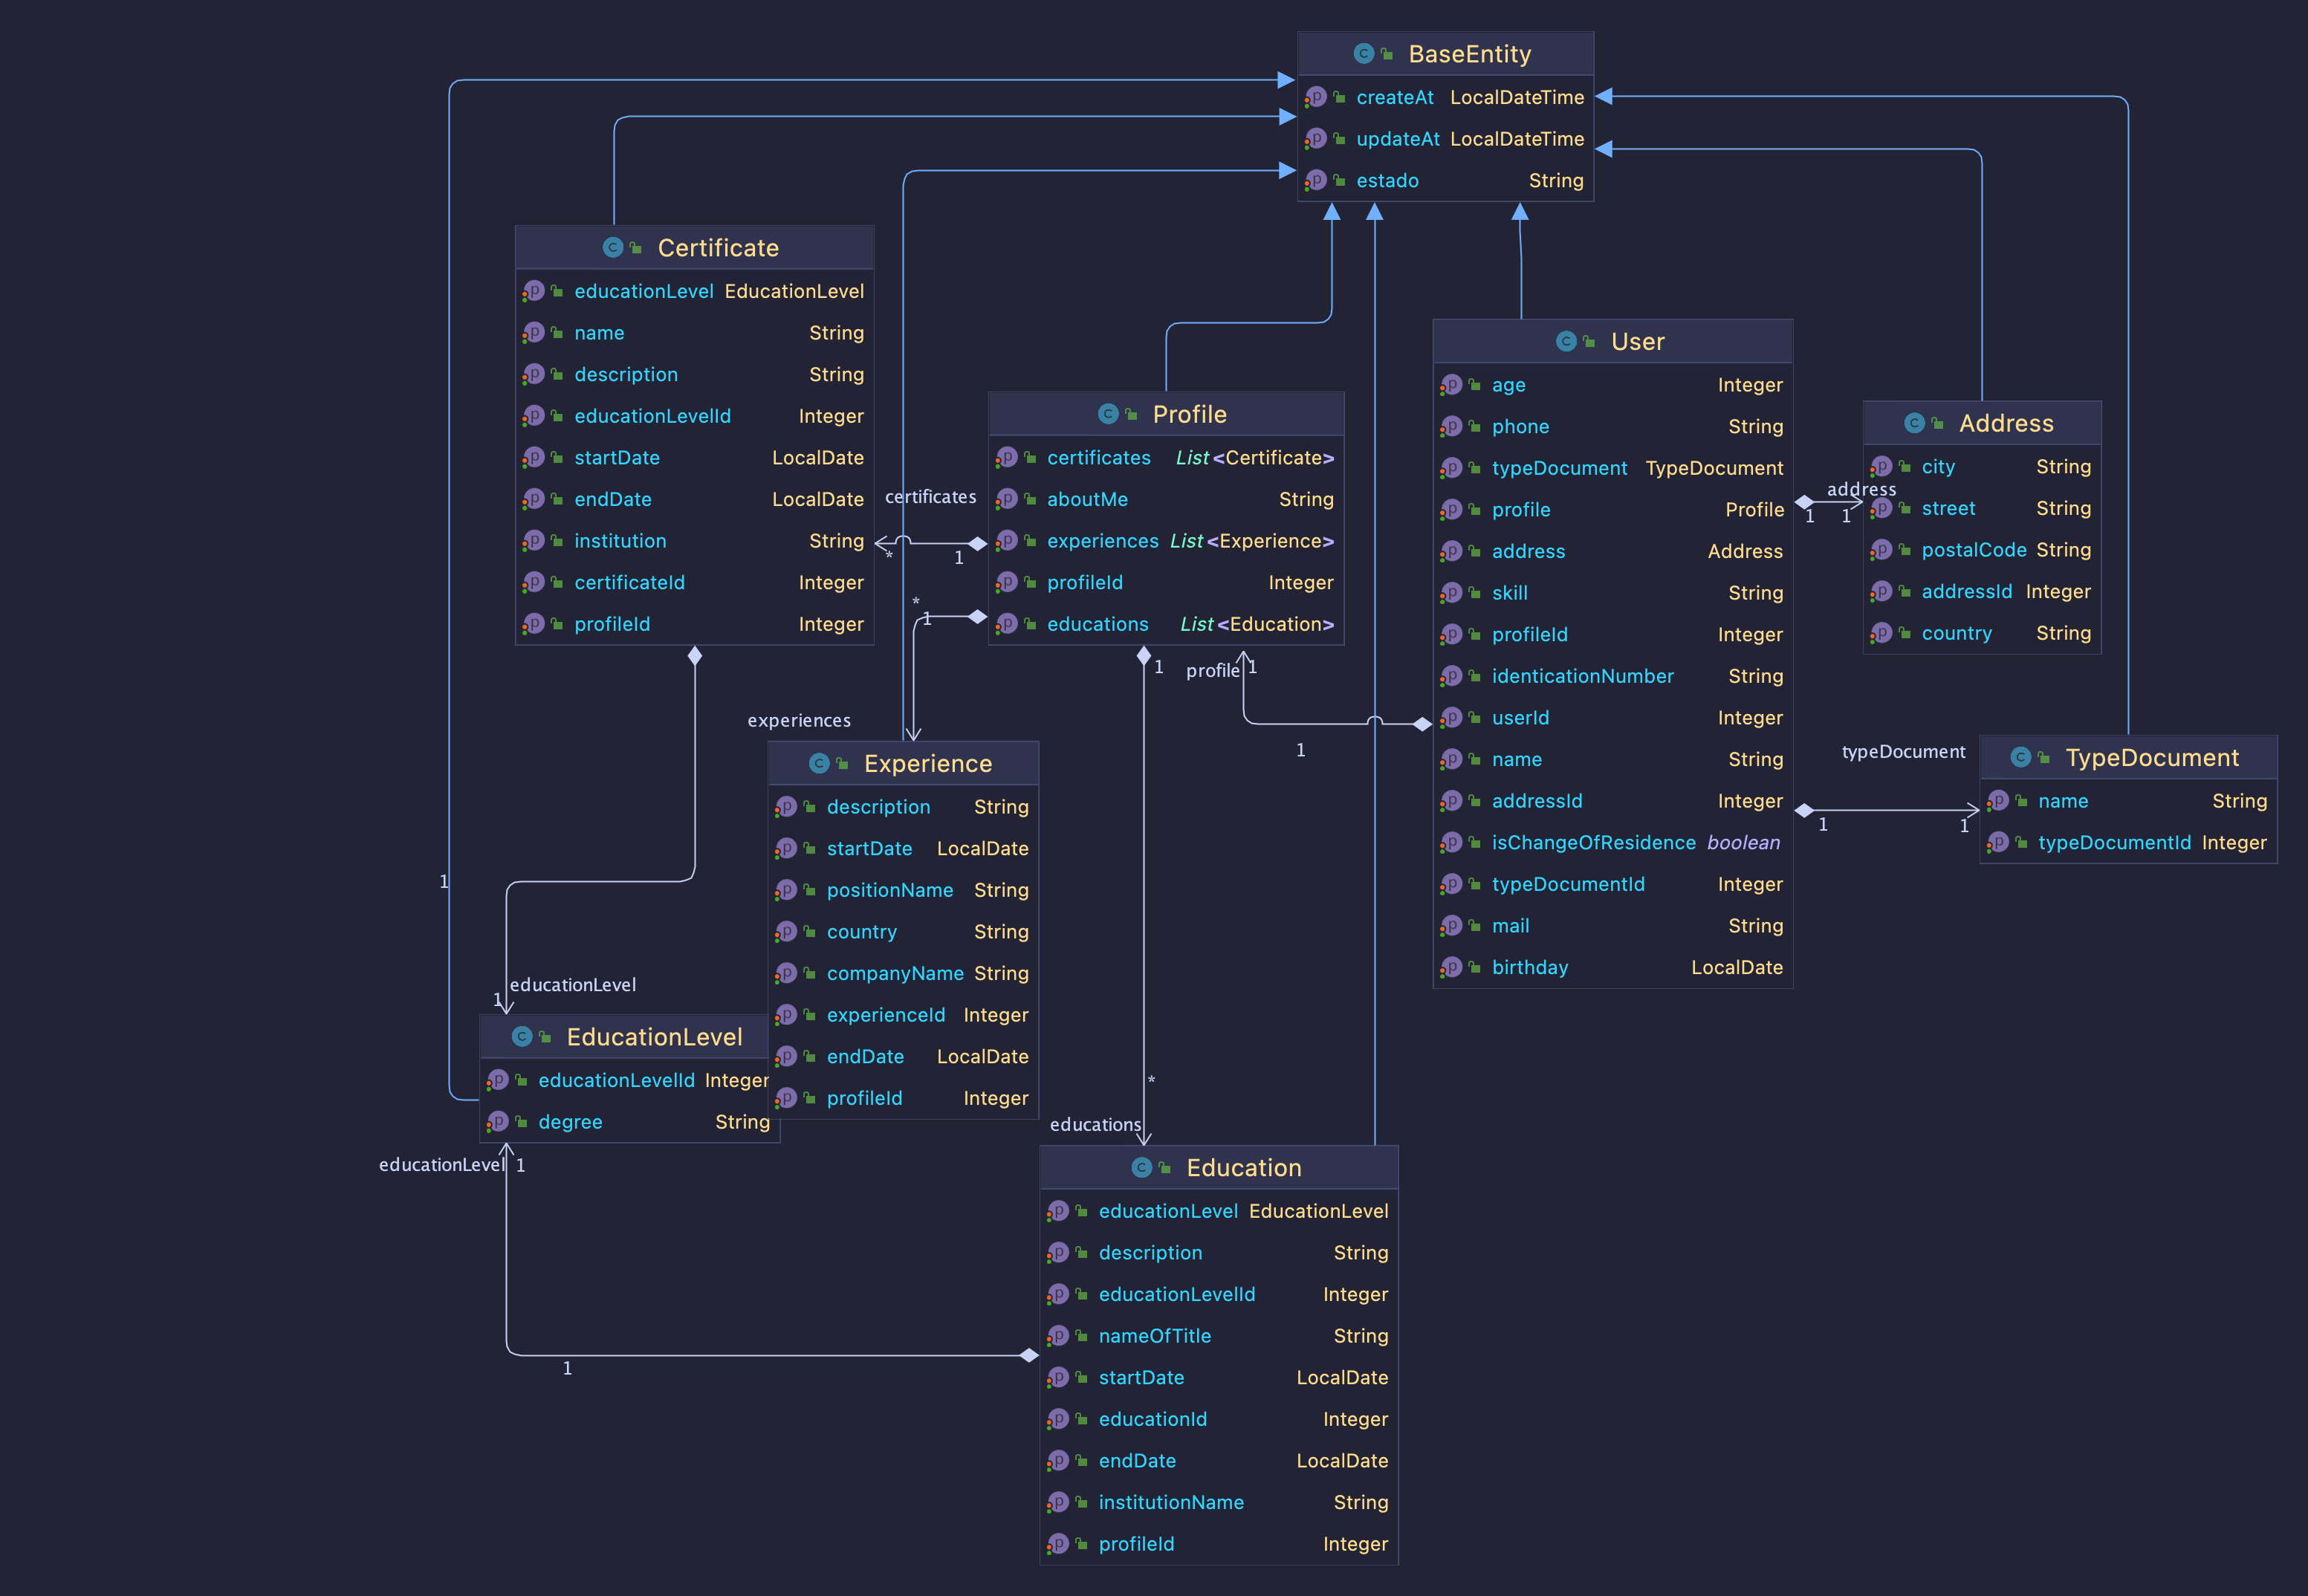 BaseEntity
createAt LocalDateTime
updateAt LocalDateTime
estado String
Certificate
educationLevel EducationLevel
name String
description String
educationLevelId Integer
startDate LocalDate
endDate LocalDate
institution String
certificateId Integer
profileId Integer
Profile
certificates List<Certificate>
aboutMe String
experiences List<Experience>
profileId Integer
educations List<Education>
User
age Integer
phone String
typeDocument TypeDocument
profile Profile
address Address
skill String
profileId Integer
identicationNumber String
userId Integer
name String
addressId Integer
isChangeOfResidence boolean
typeDocumentId Integer
mail String
birthday LocalDate
Address
city String
street String
postalCode String
addressId Integer
country String
TypeDocument
name String
typeDocumentId Integer
Experience
description String
startDate LocalDate
positionName String
country String
companyName String
experienceId Integer
endDate LocalDate
profileId Integer
EducationLevel
educationLevelId Integer
degree String
Education
educationLevel EducationLevel
description String
educationLevelId Integer
nameOfTitle String
startDate LocalDate
educationId Integer
endDate LocalDate
institutionName String
profileId Integer
certificates
* 1
* 1
experiences
1
profile 1
1
address
1 1
typeDocument
1 1
1
educationLevel
1
*
educations
educationLevel 1
1